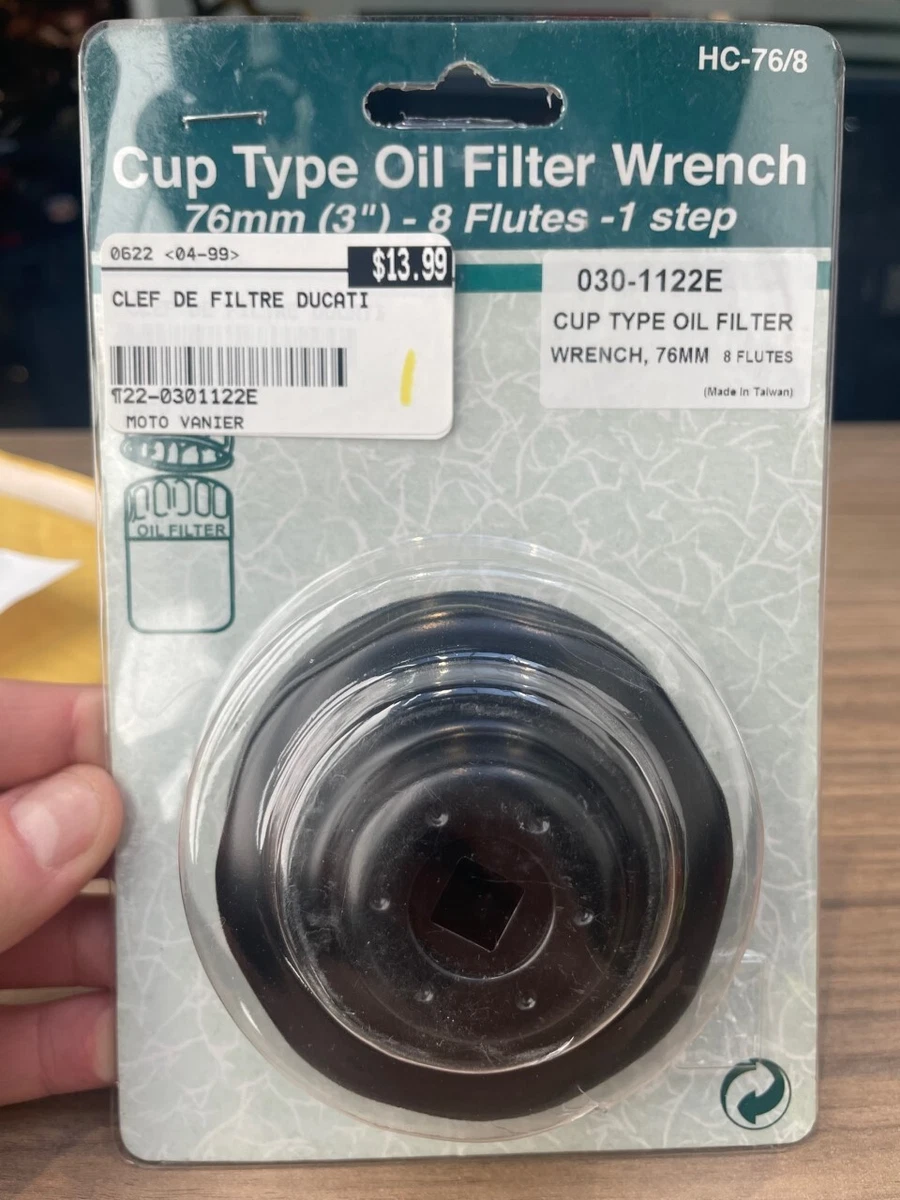 HC-76/8
Cup Type Oil Filter Wrench
76mm (3") - 8 Flutes -1 step
0622 <04-99>
$13.99
CLEF DE FILTRE DUCATI
¶22-0301122E
MOTO VANIER
030-1122E
CUP TYPE OIL FILTER
WRENCH, 76MM 8 FLUTES
(Made in Taiwan)
OIL FILTER